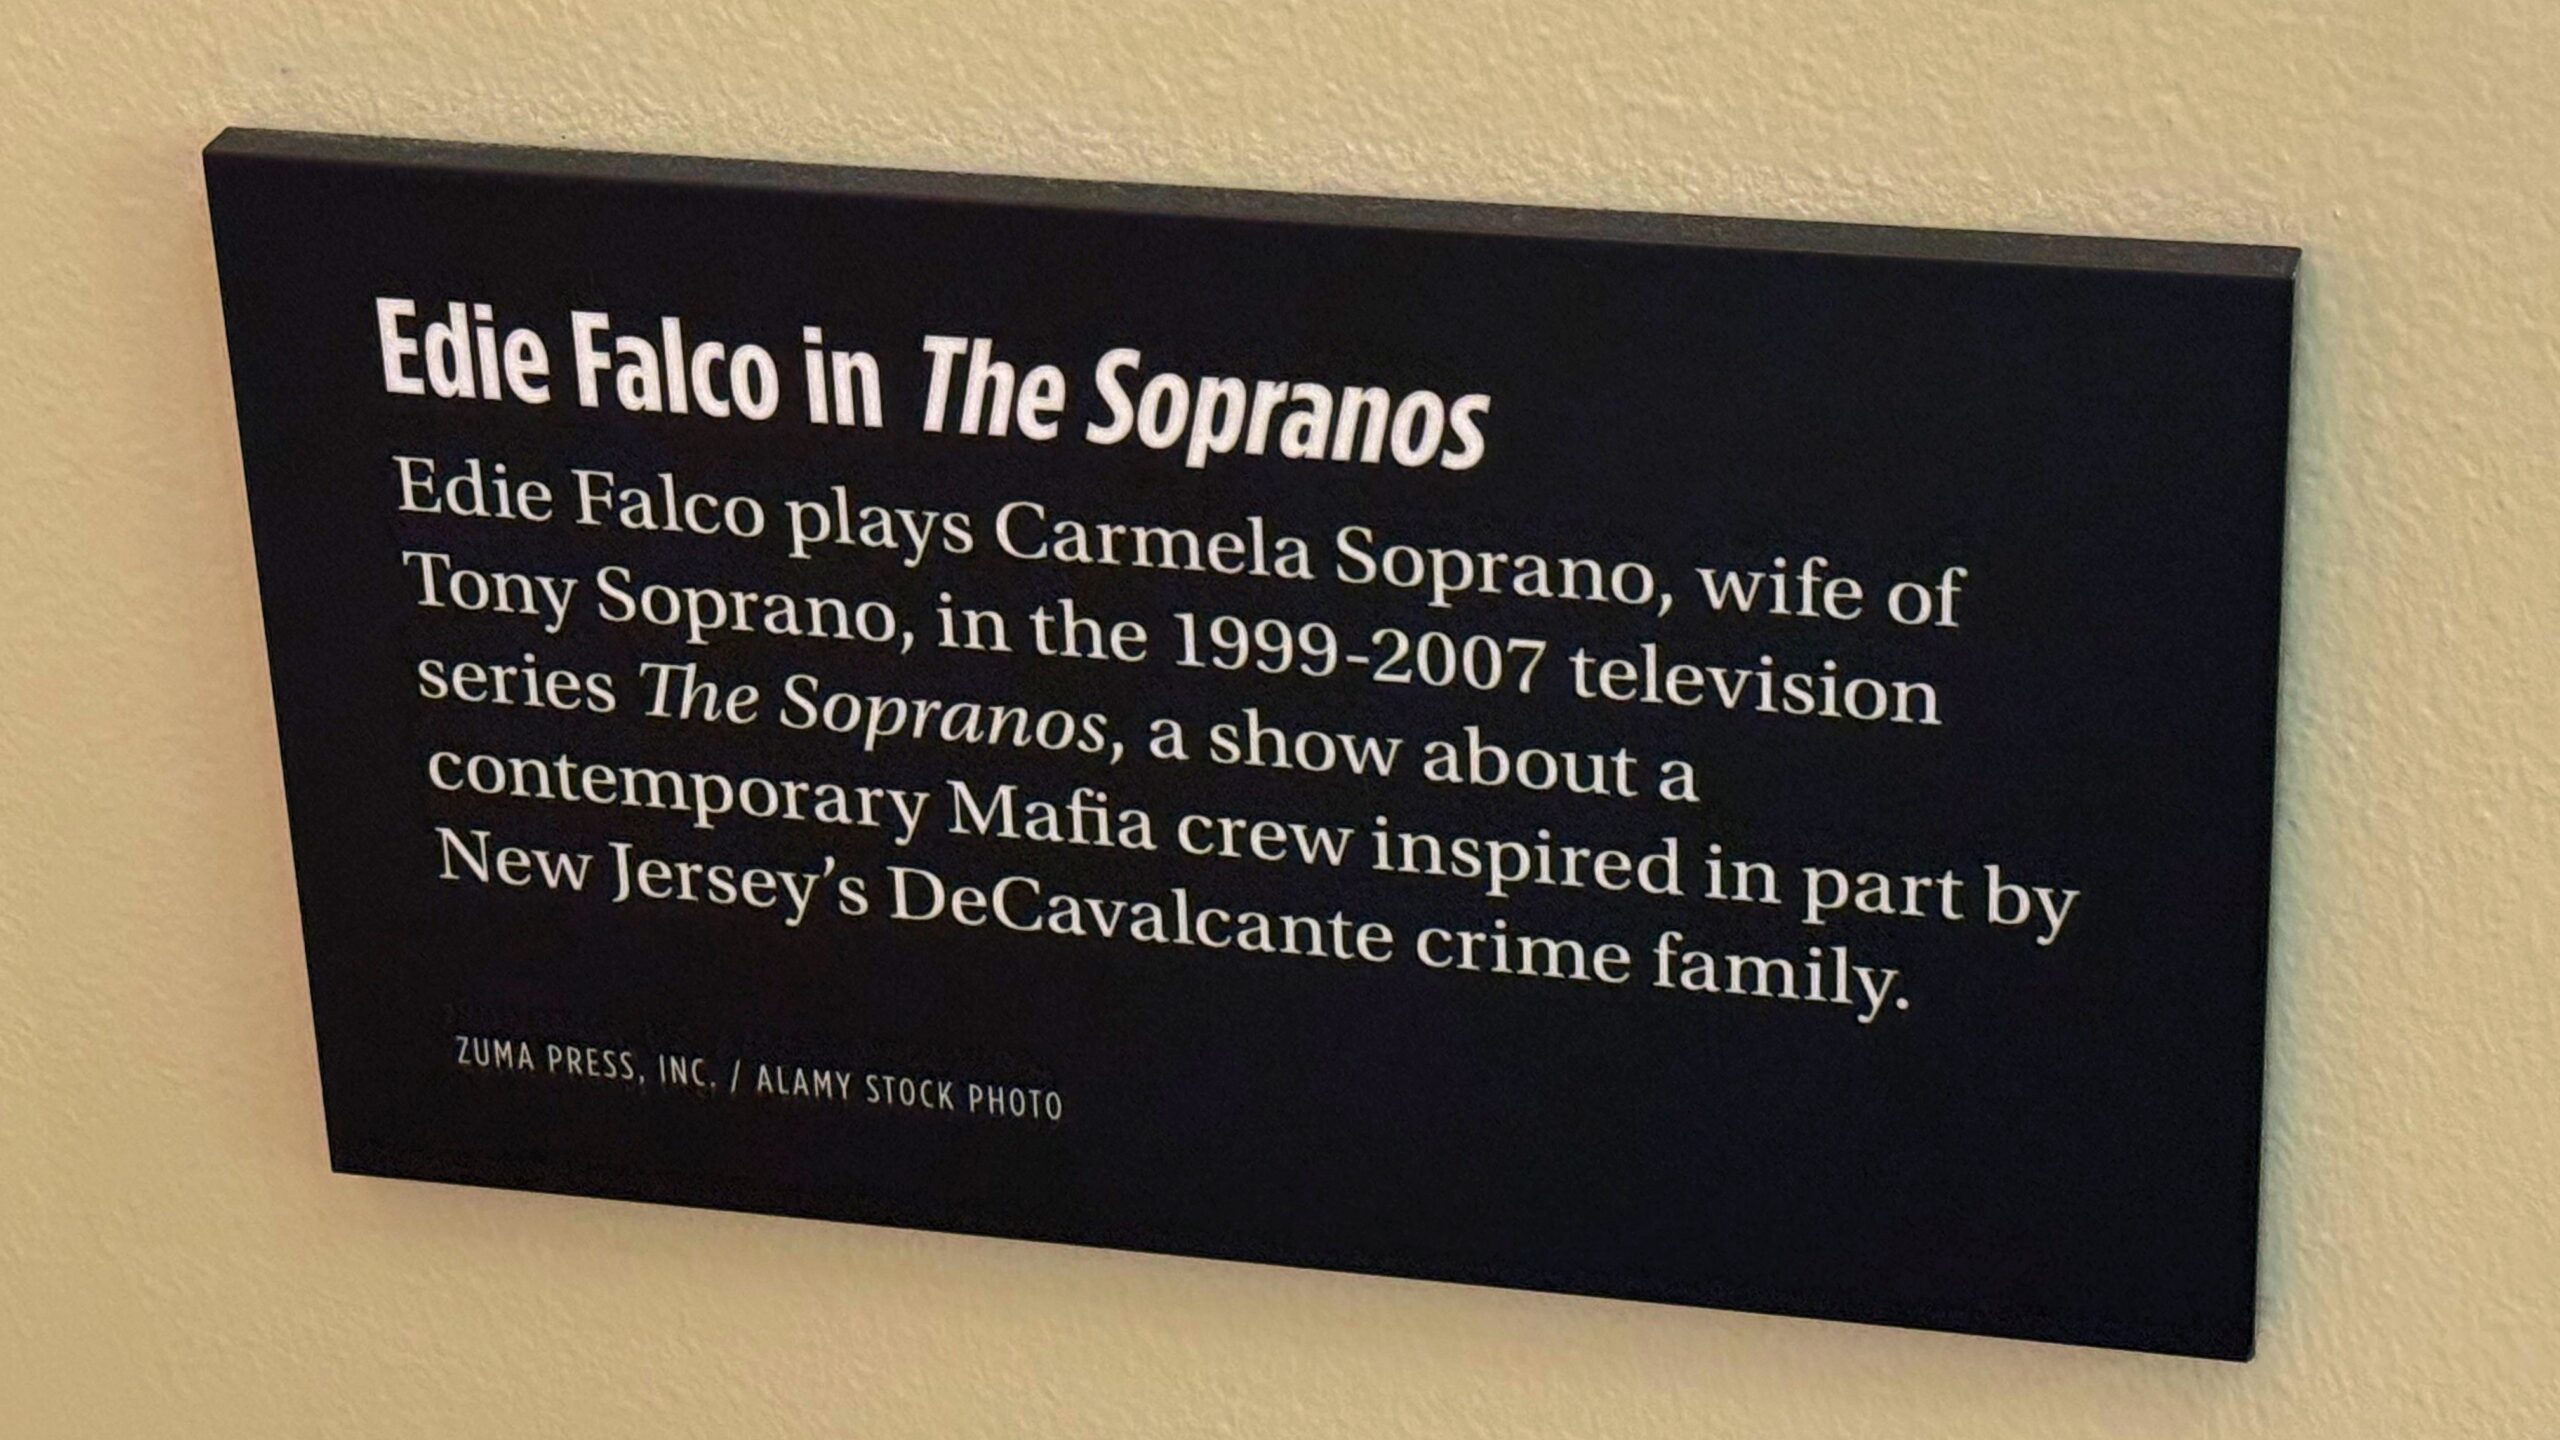 Edie Falco in The Sopranos
Edie Falco plays Carmela Soprano, wife of
Tony Soprano, in the 1999-2007 television
series The Sopranos, a show about a
contemporary Mafia crew inspired in part by
New Jersey’s DeCavalcante crime family.
ZUMA PRESS, INC. / ALAMY STOCK PHOTO